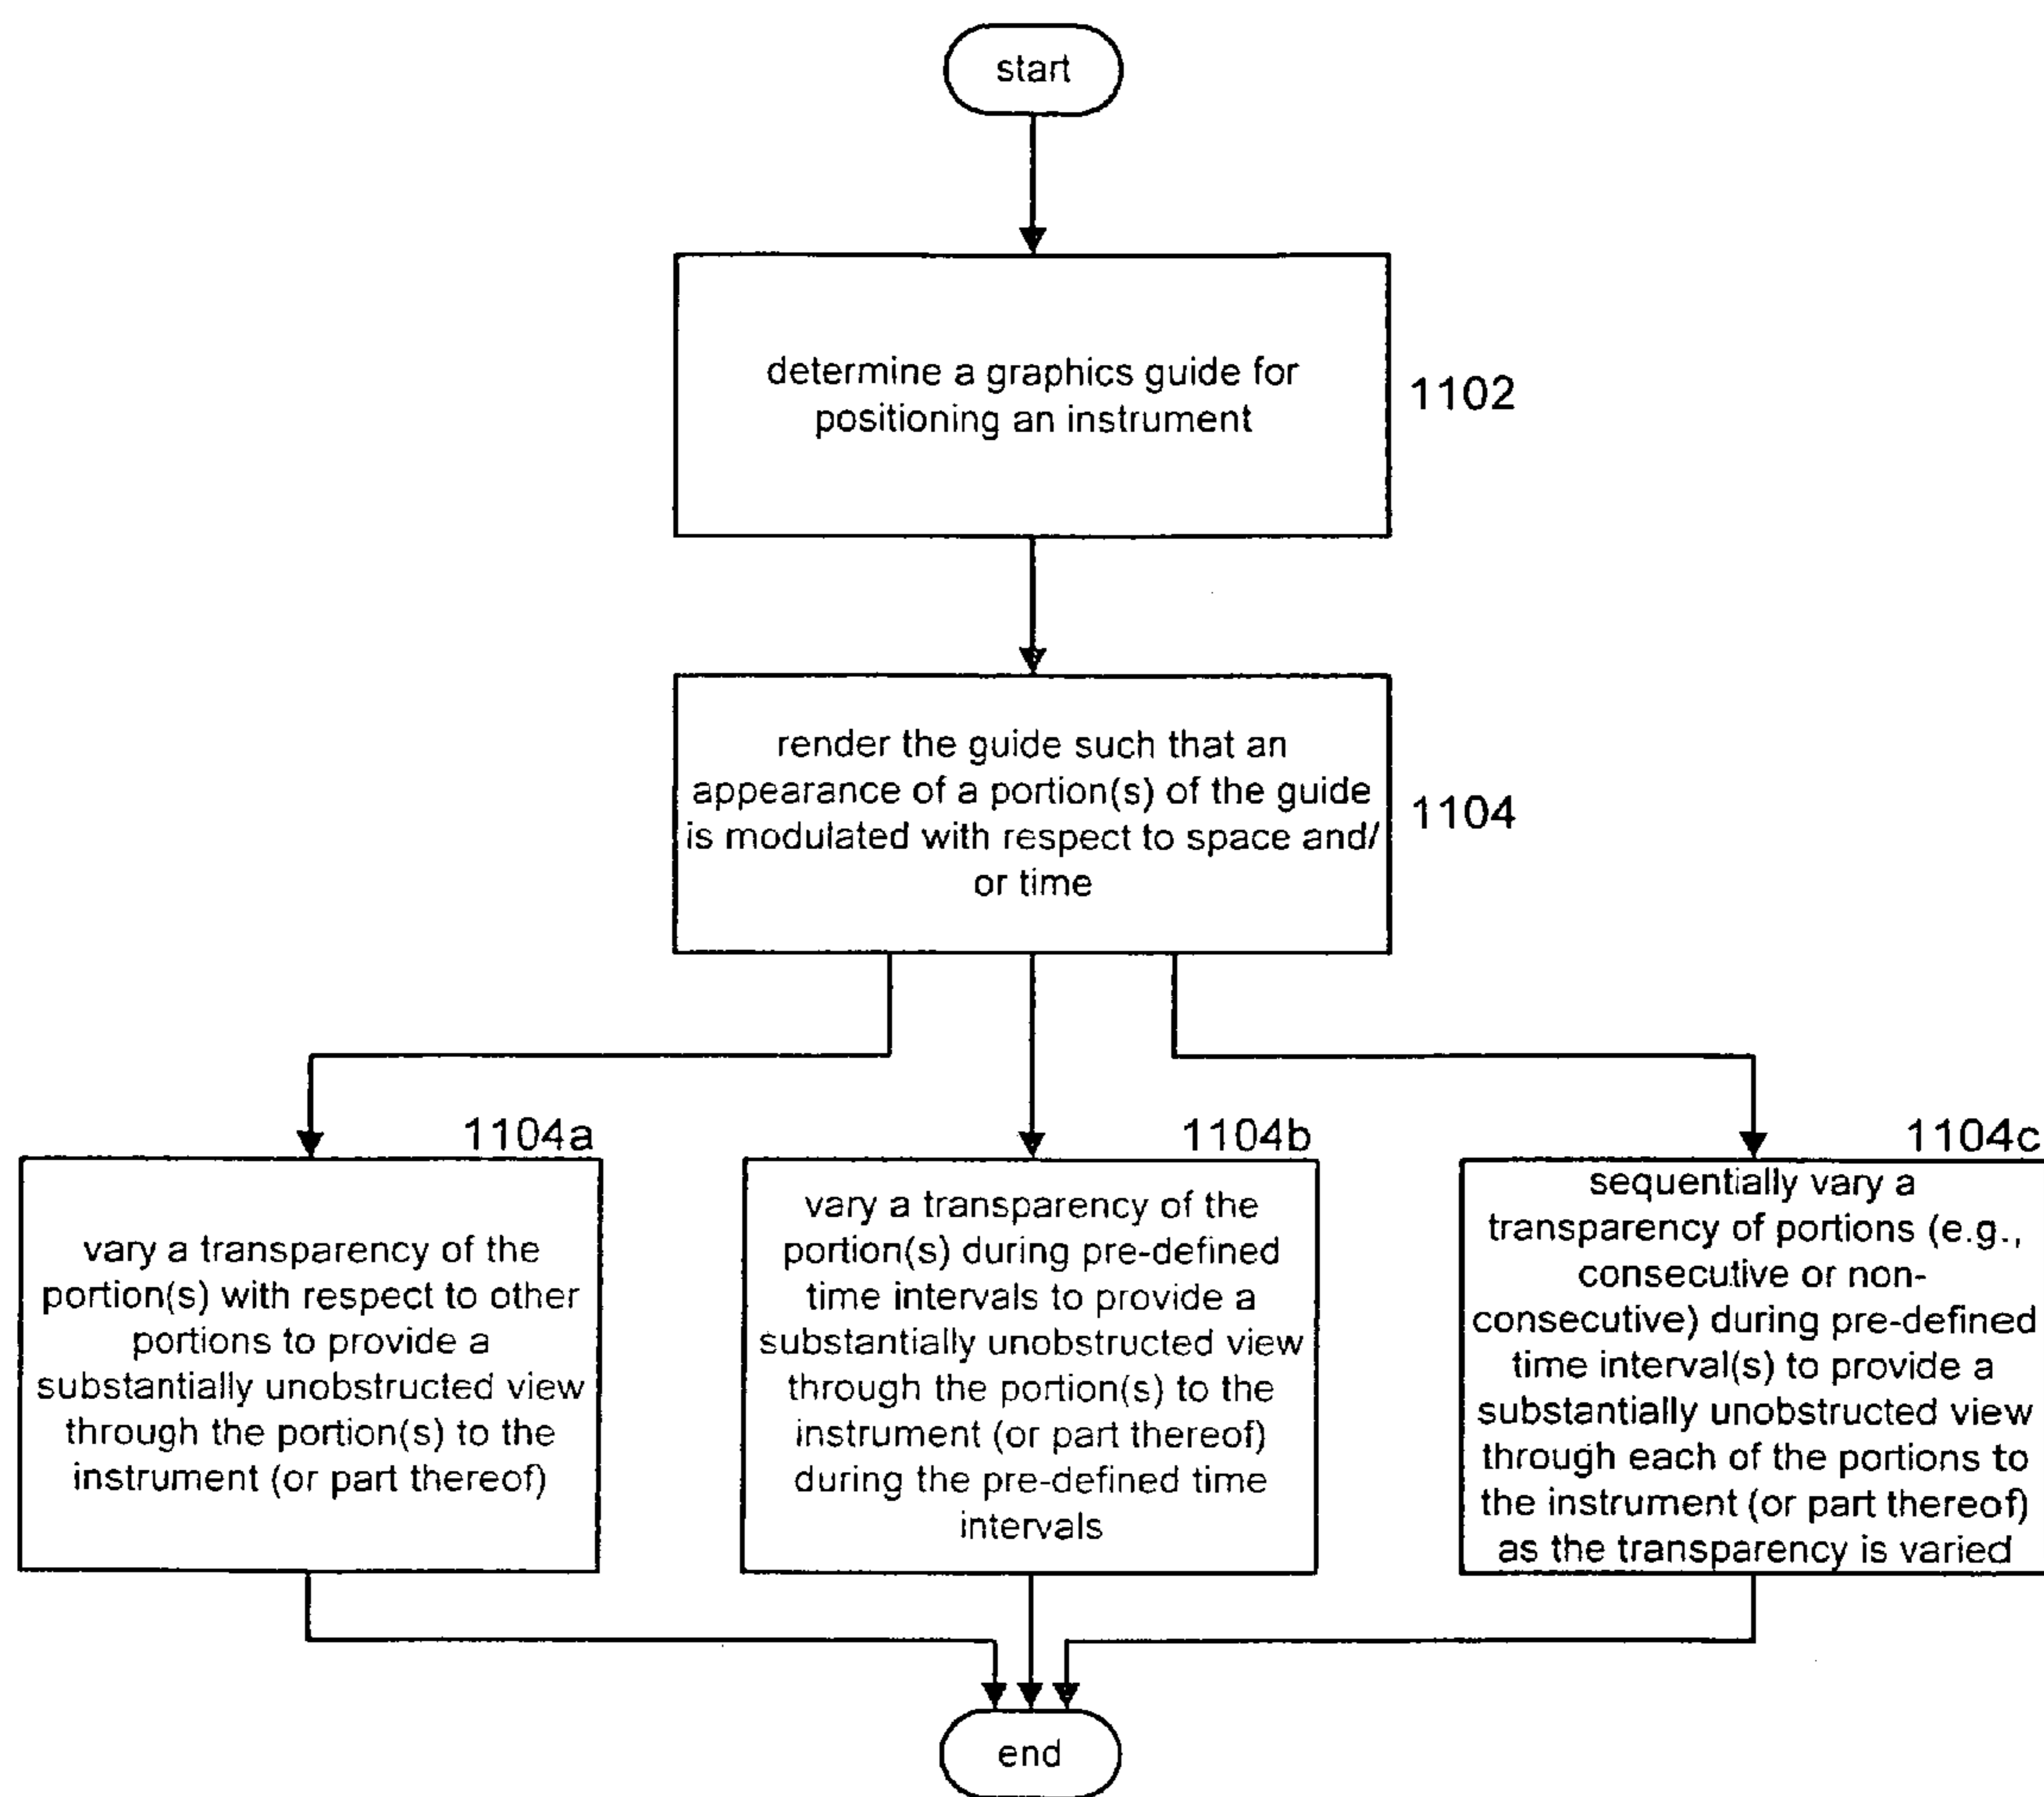 start
determine a graphics guide for
positioning an instrument
1102
render the guide such that an
appearance of a portion(s) of the guide
is modulated with respect to space and/
or time
1104
1104a
vary a transparency of the
portion(s) with respect to other
portions to provide a
substantially unobstructed view
through the portion(s) to the
instrument (or part thereof)
1104b
vary a transparency of the
portion(s) during pre-defined
time intervals to provide a
substantially unobstructed view
through the portion(s) to the
instrument (or part thereof)
during the pre-defined time
intervals
1104c
sequentially vary a
transparency of portions (e.g.,
consecutive or non-
consecutive) during pre-defined
time interval(s) to provide a
substantially unobstructed view
through each of the portions to
the instrument (or part thereof)
as the transparency is varied
end